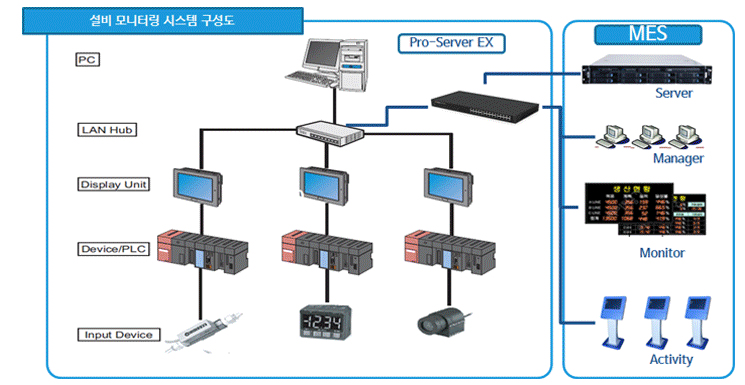 설비 모니터링 시스템 구성도
Pro-Server EX
MES
PC
Server
LAN Hub
Manager
Display Unit
생산현황
Monitor
Device/PLC
Input Device
1234
Activity